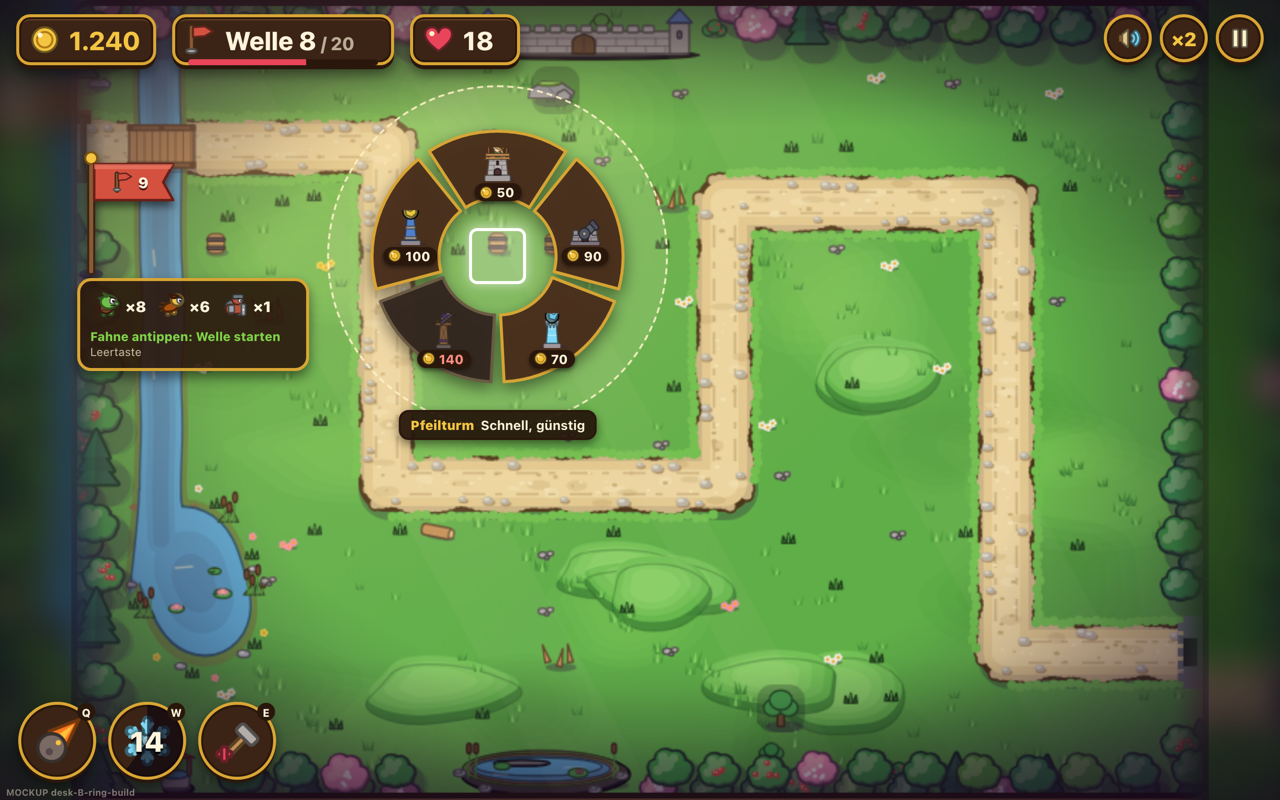 1.240
Welle 8 / 20
18
×2
9
50
100
90
140
70
×8 ×6 ×1
Fahne antippen: Welle starten
Leertaste
Pfeilturm Schnell, günstig
Q
W
E
14
MOCKUP desk-B-ring-build